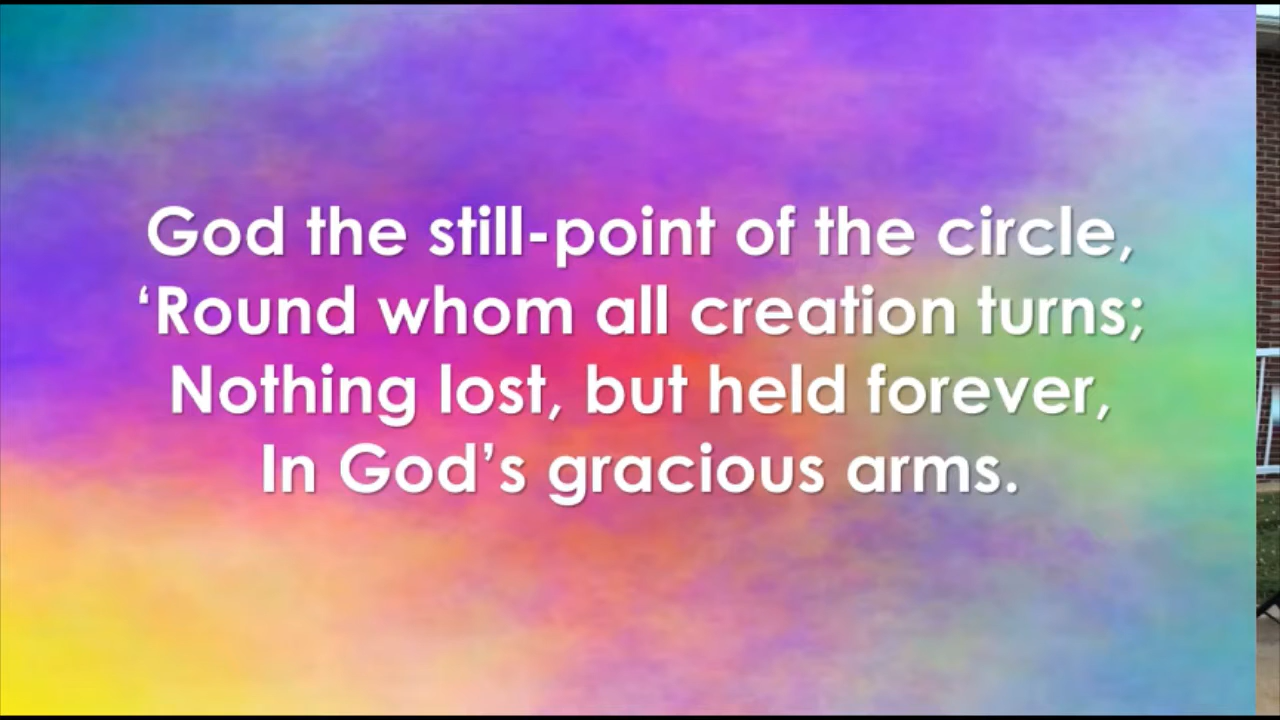 God the still-point of the circle,
‘Round whom all creation turns;
Nothing lost, but held forever,
In God’s gracious arms.